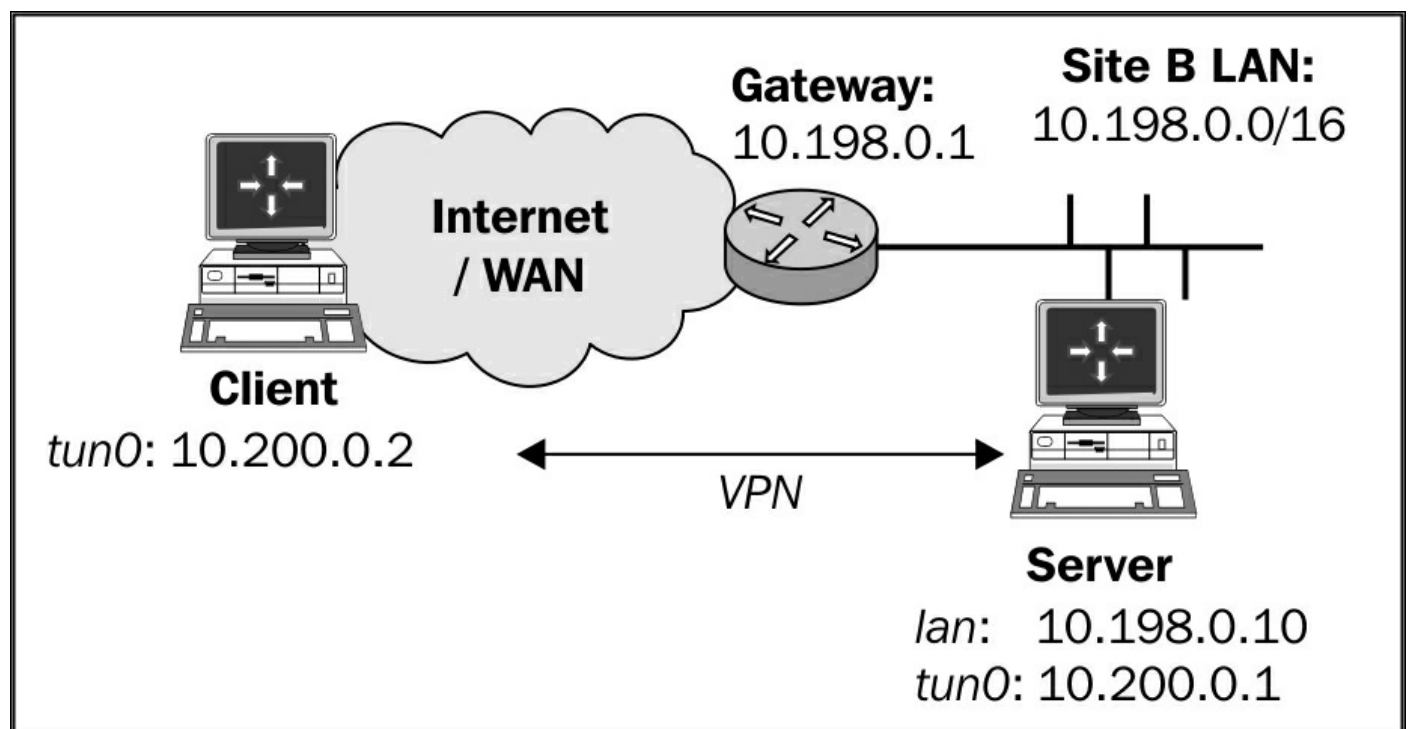 Gateway:
10.198.0.1
Site B LAN:
10.198.0.0/16
Internet
/ WAN
Client
tun0: 10.200.0.2
VPN
Server
lan: 10.198.0.10
tun0: 10.200.0.1